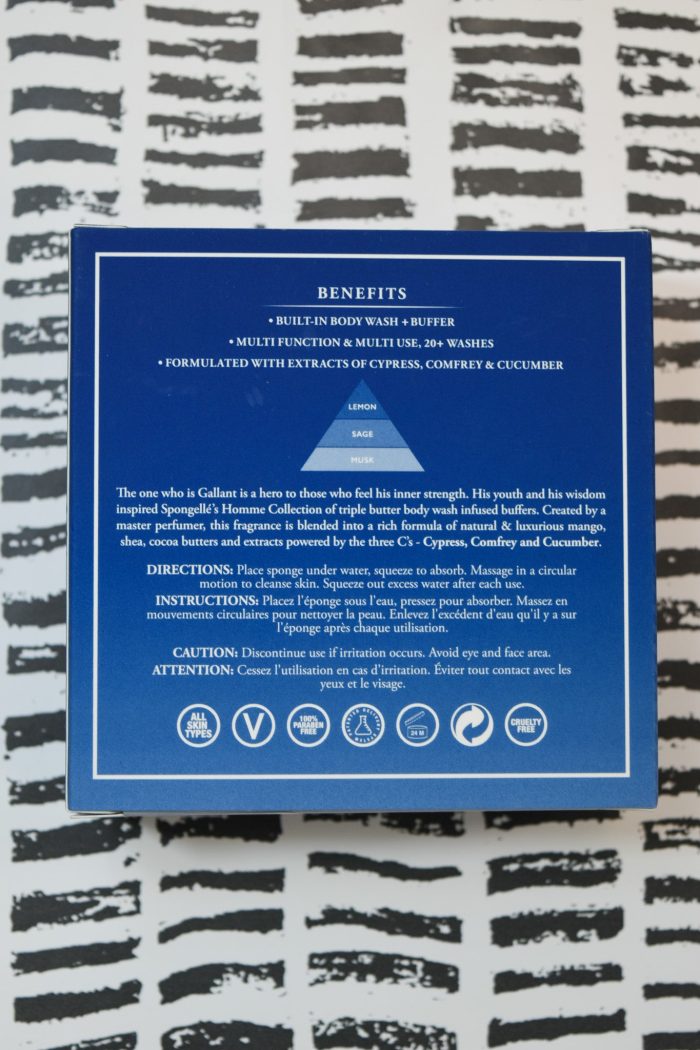 BENEFITS
• BUILT-IN BODY WASH + BUFFER
• MULTI FUNCTION & MULTI USE, 20+ WASHES
• FORMULATED WITH EXTRACTS OF CYPRESS, COMFREY & CUCUMBER
LEMON
SAGE
MUSK
The one who is Gallant is a hero to those who feel his inner strength. His youth and his wisdom
inspired Spongellé's Homme Collection of triple butter body wash infused buffers. Created by a
master perfumer, this fragrance is blended into a rich formula of natural & luxurious mango,
shea, cocoa butters and extracts powered by the three C's - Cypress, Comfrey and Cucumber.
DIRECTIONS: Place sponge under water, squeeze to absorb. Massage in a circular
motion to cleanse skin. Squeeze out excess water after each use.
INSTRUCTIONS: Placez l'éponge sous l'eau, pressez pour absorber. Massez en
mouvements circulaires pour nettoyer la peau. Enlevez l'excédent d'eau qu'il y a sur
l'éponge après chaque utilisation.
CAUTION: Discontinue use if irritation occurs. Avoid eye and face area.
ATTENTION: Cessez l'utilisation en cas d'irritation. Éviter tout contact avec les
yeux et le visage.
ALL
SKIN
TYPES
V
100%
PARABEN
FREE
PATENTED DELIVERY SYSTEM
24 M
CRUELTY
FREE